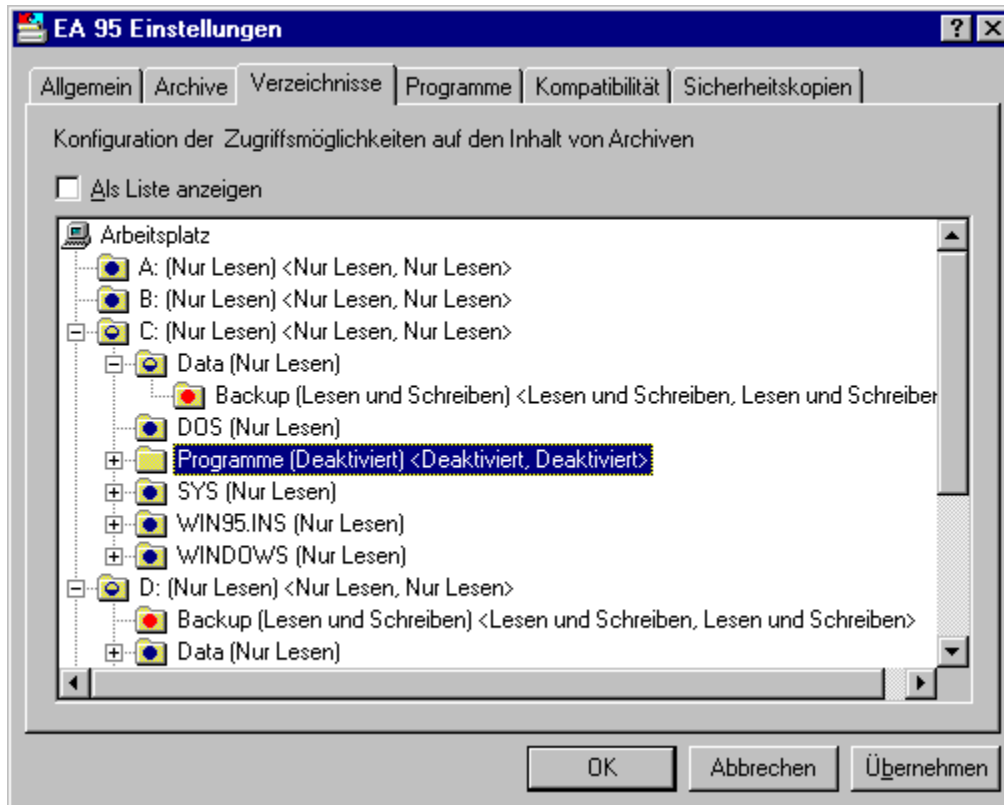 EA 95 Einstellungen
Allgemein Archive Verzeichnisse Programme Kompatibilität Sicherheitskopien
Konfiguration der Zugriffsmöglichkeiten auf den Inhalt von Archiven
Als Liste anzeigen
Arbeitsplatz
A: (Nur Lesen) <Nur Lesen, Nur Lesen>
B: (Nur Lesen) <Nur Lesen, Nur Lesen>
C: (Nur Lesen) <Nur Lesen, Nur Lesen>
Data (Nur Lesen)
Backup (Lesen und Schreiben) <Lesen und Schreiben, Lesen und Schreiber
DOS (Nur Lesen)
Programme (Deaktiviert) <Deaktiviert, Deaktiviert>
SYS (Nur Lesen)
WIN95.INS (Nur Lesen)
WINDOWS (Nur Lesen)
D: (Nur Lesen) <Nur Lesen, Nur Lesen>
Backup (Lesen und Schreiben) <Lesen und Schreiben, Lesen und Schreiben>
Data (Nur Lesen)
OK Abbrechen Übernehmen